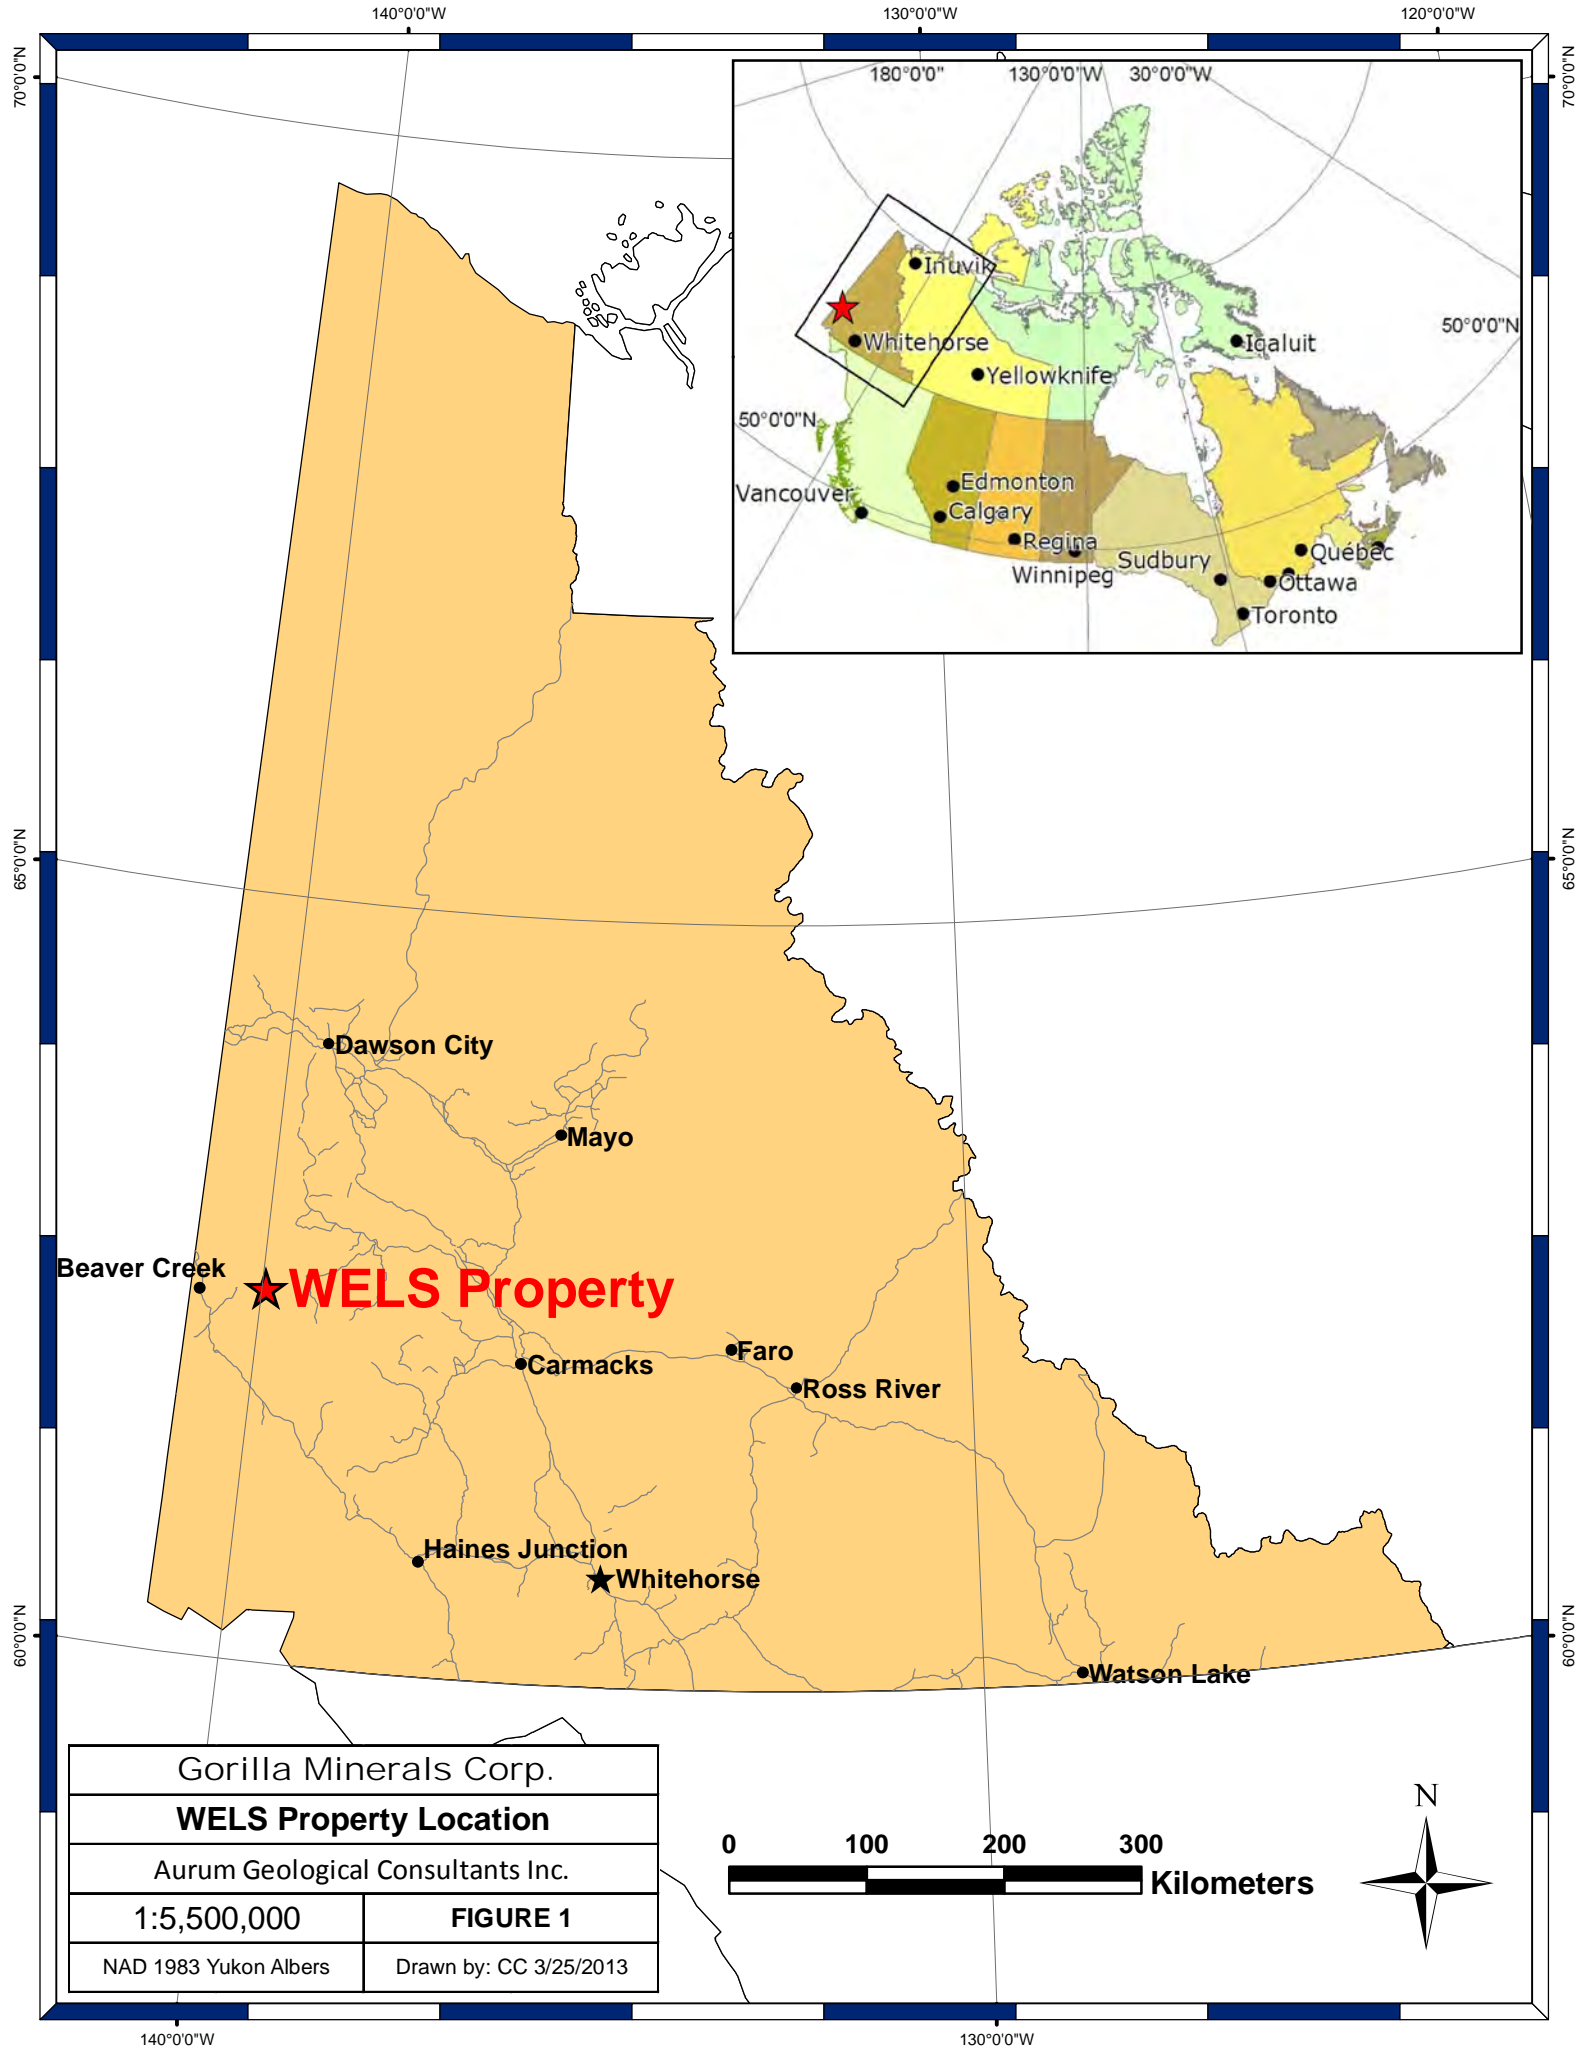 140°0'0"W
130°0'0"W
120°0'0"W
70°0'0"N
70°0'0"N
180°0'0"
130°0'0"W
30°0'0"W
Inuvik
50°0'0"N
Whitehorse
Iqaluit
Yellowknife
50°0'0"N
Edmonton
Vancouver
Calgary
Regina
Québec
Sudbury
Winnipeg
Ottawa
Toronto
65°0'0"N
65°0'0"N
Dawson City
Mayo
Beaver Creek
WELS Property
Faro
Carmacks
Ross River
Haines Junction
Whitehorse
60°0'0"N
60°0'0"N
Watson Lake
Gorilla Minerals Corp.
WELS Property Location
Aurum Geological Consultants Inc.
1:5,500,000
FIGURE 1
NAD 1983 Yukon Albers
Drawn by: CC 3/25/2013
0 100 200 300
Kilometers
N
140°0'0"W
130°0'0"W